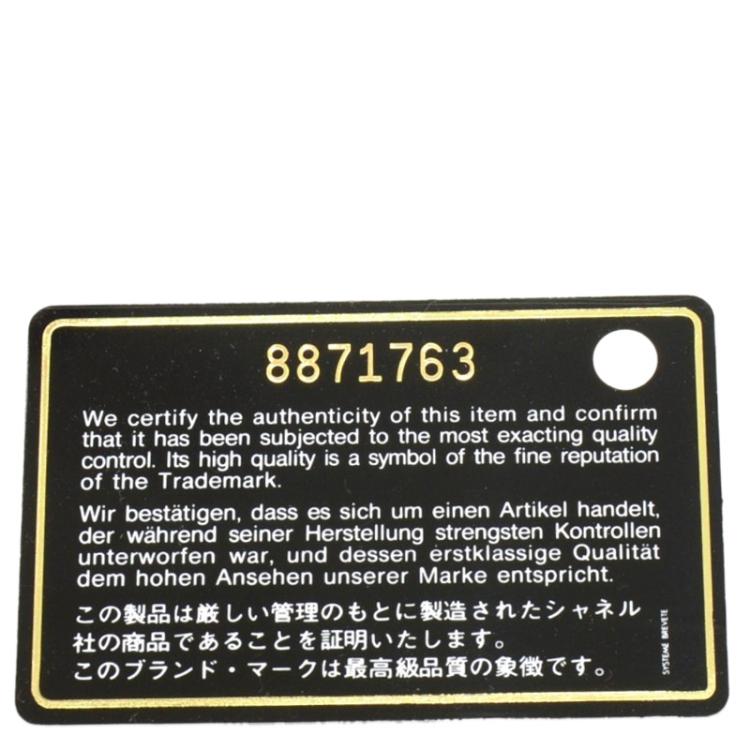 8871763
We certify the authenticity of this item and confirm
that it has been subjected to the most exacting quality
control. Its high quality is a symbol of the fine reputation
of the Trademark.
Wir bestätigen, dass es sich um einen Artikel handelt,
der während seiner Herstellung strengsten Kontrollen
unterworfen war, und dessen erstklassige Qualität
dem hohen Ansehen unserer Marke entspricht.
この製品は厳しい管理のもとに製造されたシャネル
社の商品であることを証明いたします。
このブランド・マークは最高級品質の象徴です。
SYSTEME BREVETE